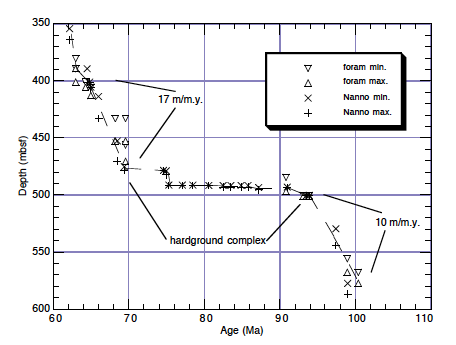 350
400
450
500
550
600
Depth (mbsf)
60 70 80 90 100 110
Age (Ma)
foram min.
foram max.
Nanno min.
Nanno max.
17 m/m.y.
hardground complex
10 m/m.y.